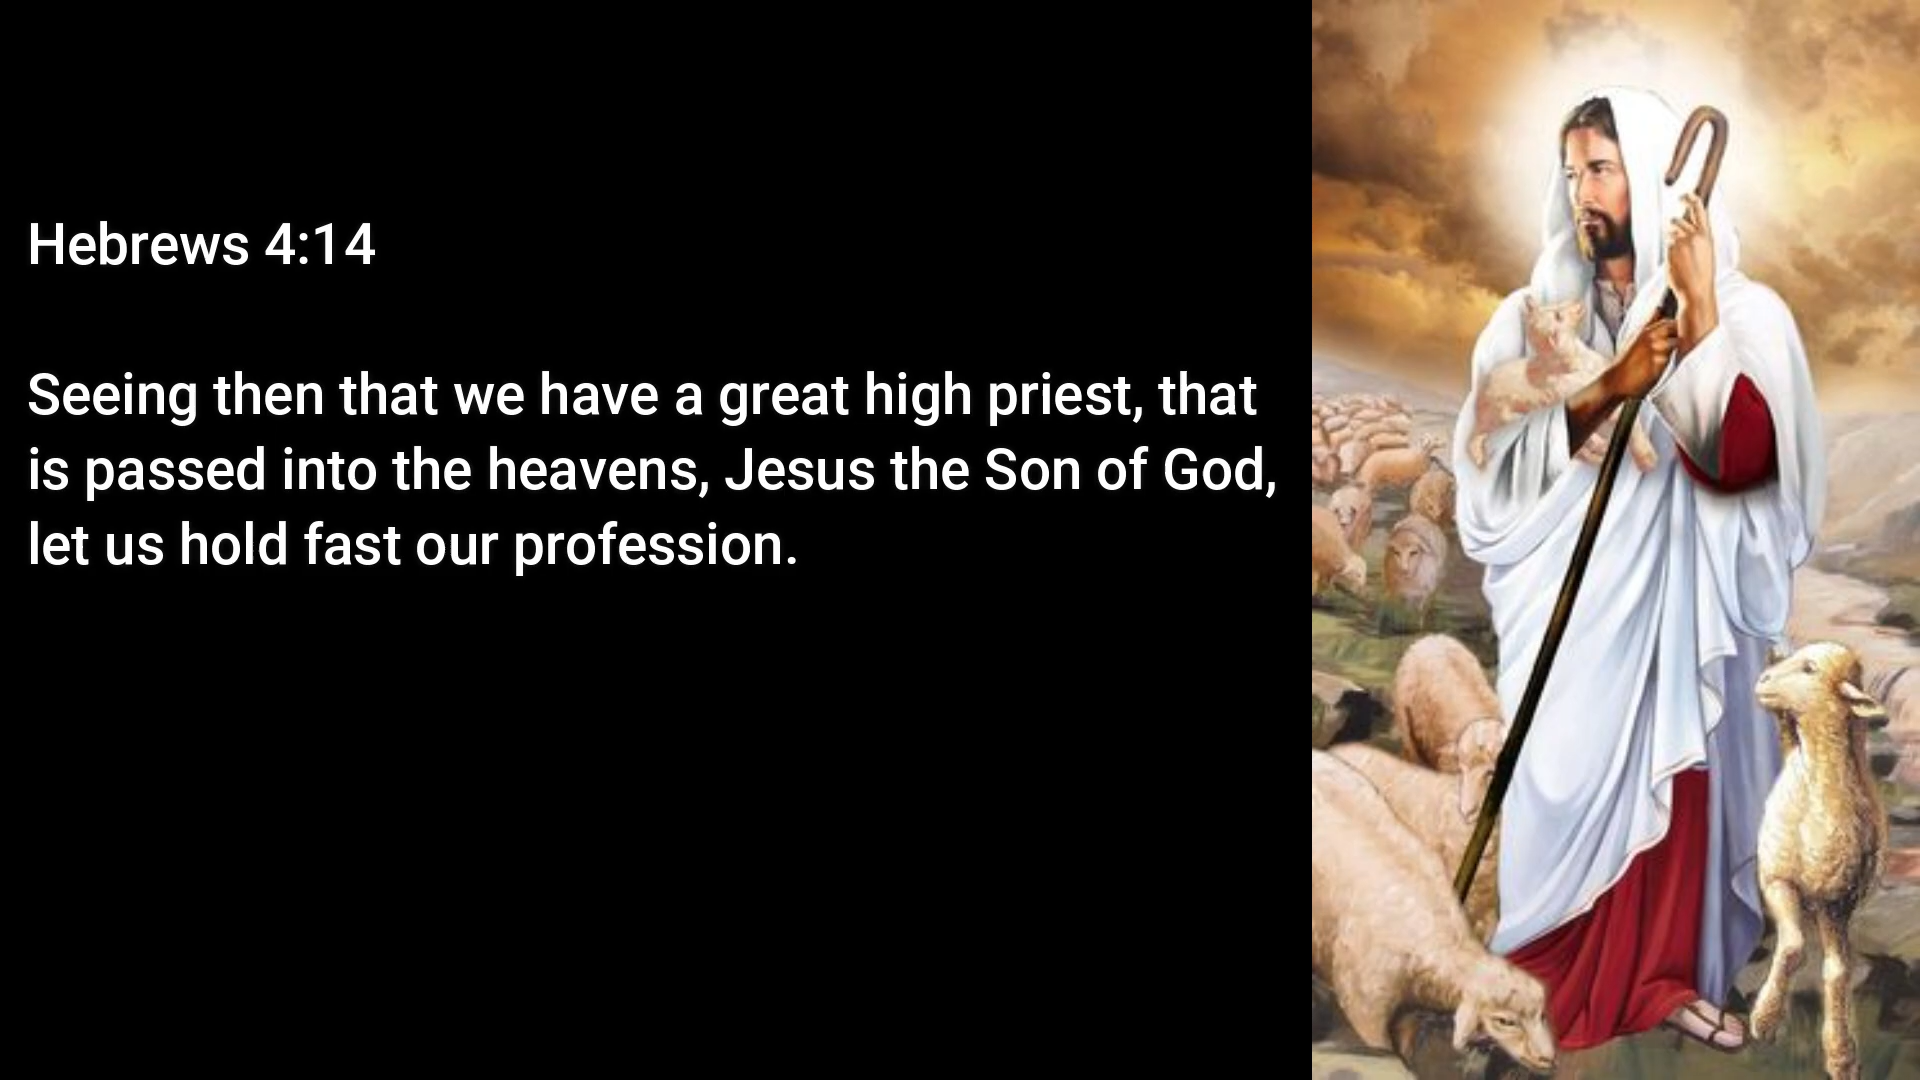 Hebrews 4:14
Seeing then that we have a great high priest, that
is passed into the heavens, Jesus the Son of God,
let us hold fast our profession.